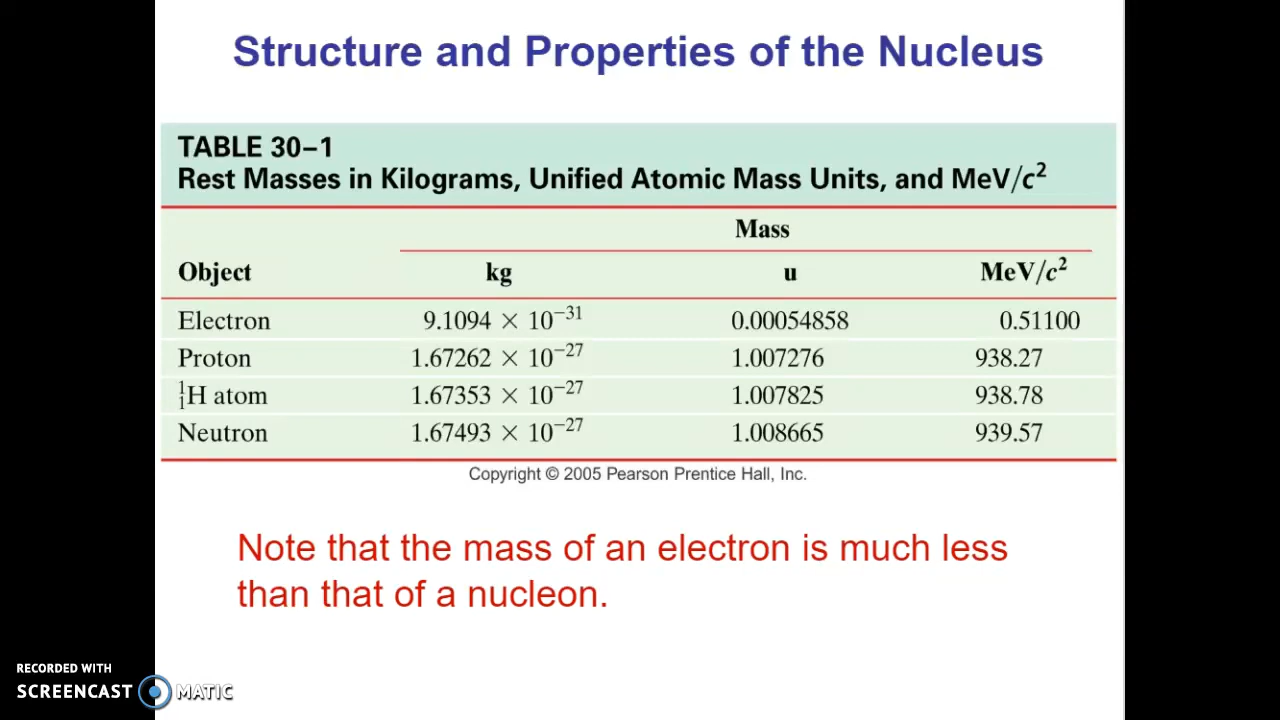 Structure and Properties of the Nucleus
TABLE 30–1
Rest Masses in Kilograms, Unified Atomic Mass Units, and MeV/c²
Mass
Object kg u MeV/c²
Electron 9.1094 × 10⁻³¹ 0.00054858 0.51100
Proton 1.67262 × 10⁻²⁷ 1.007276 938.27
¹₁H atom 1.67353 × 10⁻²⁷ 1.007825 938.78
Neutron 1.67493 × 10⁻²⁷ 1.008665 939.57
Copyright © 2005 Pearson Prentice Hall, Inc.
Note that the mass of an electron is much less
than that of a nucleon.
RECORDED WITH
SCREENCAST MATIC